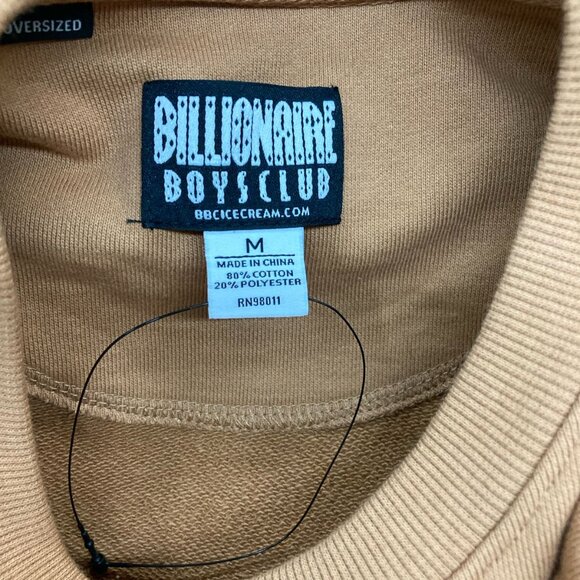 OVERSIZED
BILLIONAIRE
BOYS CLUB
BBCICECREAM.COM
M
MADE IN CHINA
80% COTTON
20% POLYESTER
RN98011